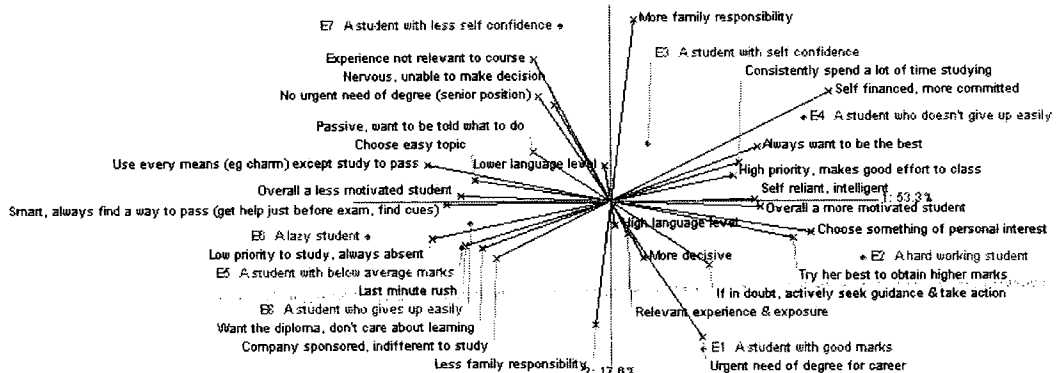 More family responsibility
E7 A student with less self confidence
E3 A student with self confidence
Experience not relevant to course
Consistently spend a lot of time studying
Nervous, unable to make decision
Self financed, more committed
No urgent need of degree (senior position)
E4 A student who doesn't give up easily
Passive, want to be told what to do
Choose easy topic
Always want to be the best
Use every means (eg charm) except study to pass
Lower language level
High priority, makes good effort to class
Overall a less motivated student
Self reliant, intelligent
1: 53.3%
Smart, always find a way to pass (get help just before exam, find cues)
Overall a more motivated student
High language level
Choose something of personal interest
E6 A lazy student
Low priority to study, always absent
More decisive
E2 A hard working student
E5 A student with below average marks
Try her best to obtain higher marks
Last minute rush
If in doubt, actively seek guidance & take action
E8 A student who gives up easily
Relevant experience & exposure
Want the diploma, don't care about learning
Company sponsored, indifferent to study
E1 A student with good marks
Less family responsibility
2: 17.6%
Urgent need of degree for career